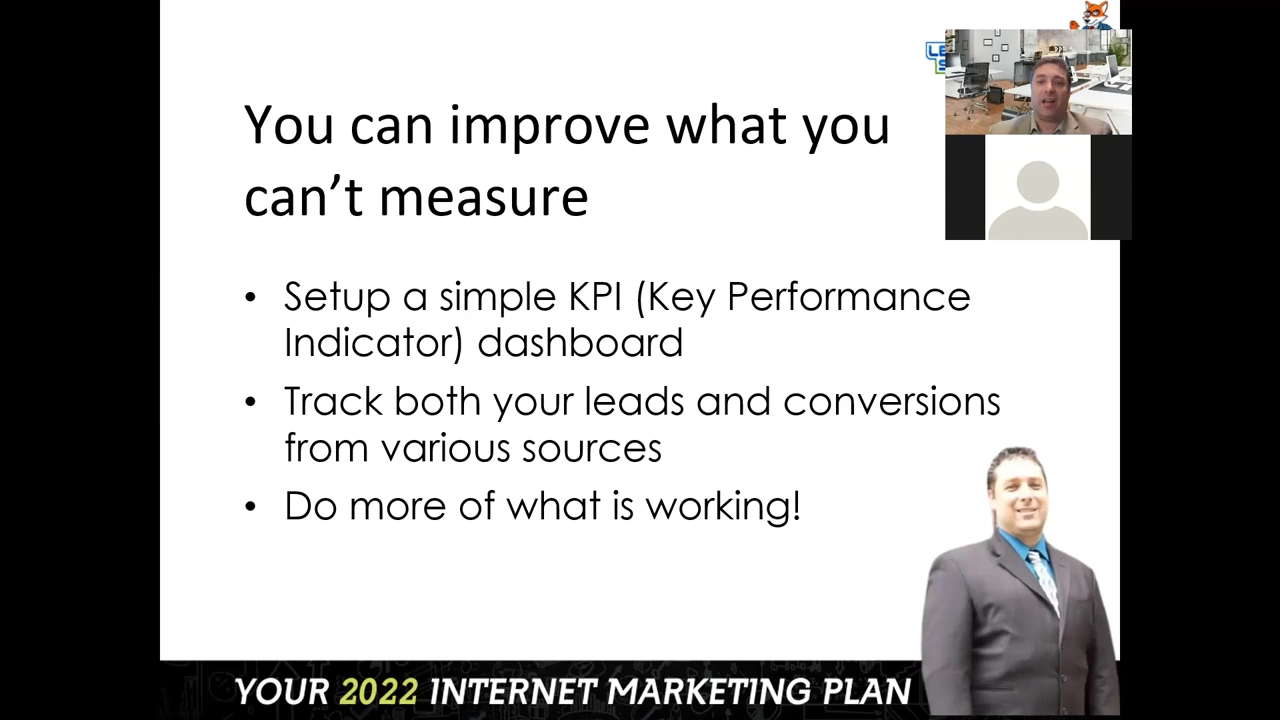 You can improve what you
can’t measure
• Setup a simple KPI (Key Performance
Indicator) dashboard
• Track both your leads and conversions
from various sources
• Do more of what is working!
YOUR 2022 INTERNET MARKETING PLAN